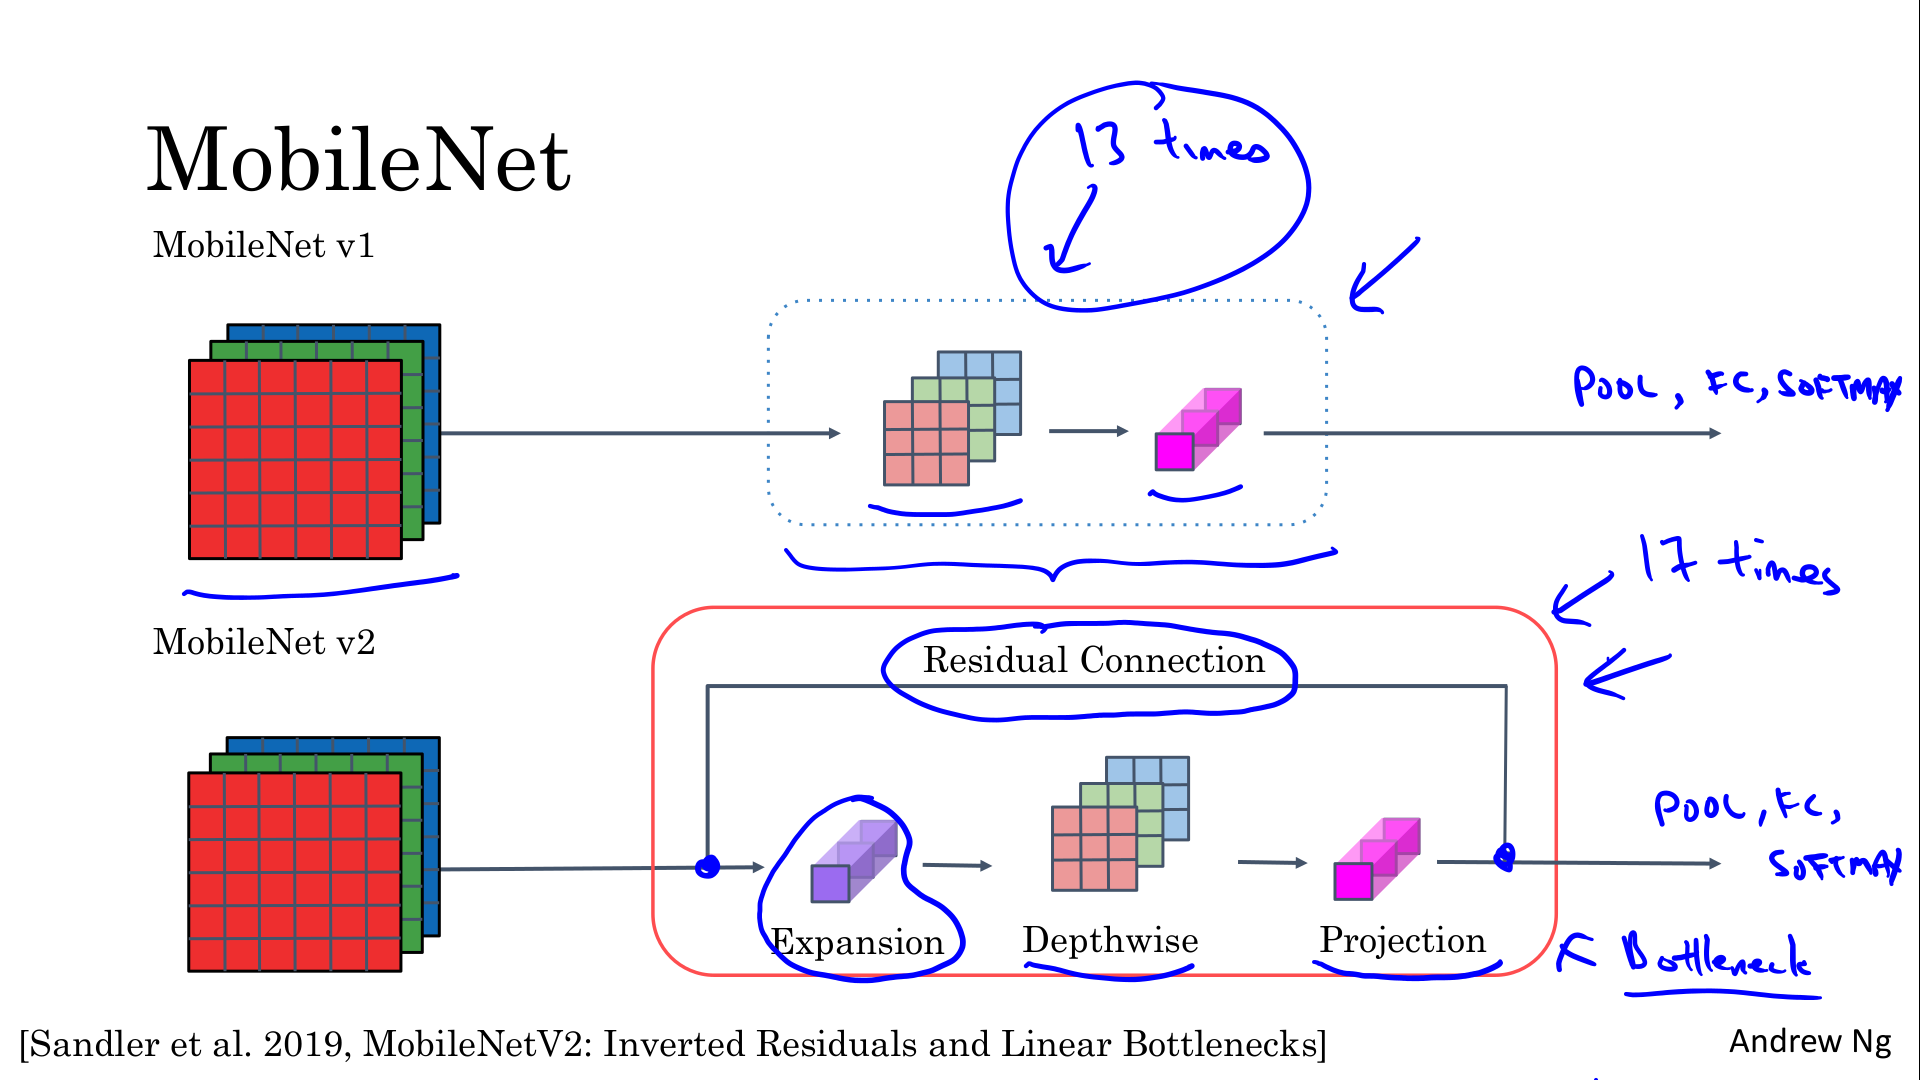 MobileNet
MobileNet v1
13 times
POOL, FC, SOFTMAX
17 times
MobileNet v2
Residual Connection
POOL, FC,
SOFTMAX
Expansion
Depthwise
Projection
Bottleneck
[Sandler et al. 2019, MobileNetV2: Inverted Residuals and Linear Bottlenecks]
Andrew Ng